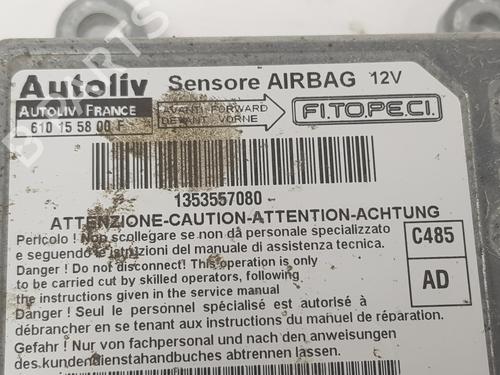 Autoliv Sensore AIRBAG 12V
AUTOLIV FRANCE
610 15 58 00 F
AVANTI-FORWARD
DEVANT-VORNE
FI.TO.PE.CI.
1353557080
ATTENZIONE-CAUTION-ATTENTION-ACHTUNG
Pericolo ! Non scollegare se non dà personale specializzato
e seguendo le istruzioni del manuale di assistenza tecnica.
Danger ! Do not disconnect! This operation is only
to be carried out by skilled operators, following
the instructions given in the service manual
Danger ! Seul le personnel spécialisé est autorisé à
débrancher en se tenant aux instructions du manuel de réparation.
Gefahr ! Nur von fachpersonal und nach den anweisungen
des kundendienstahandbuches abtrennen lassen.
C485
AD